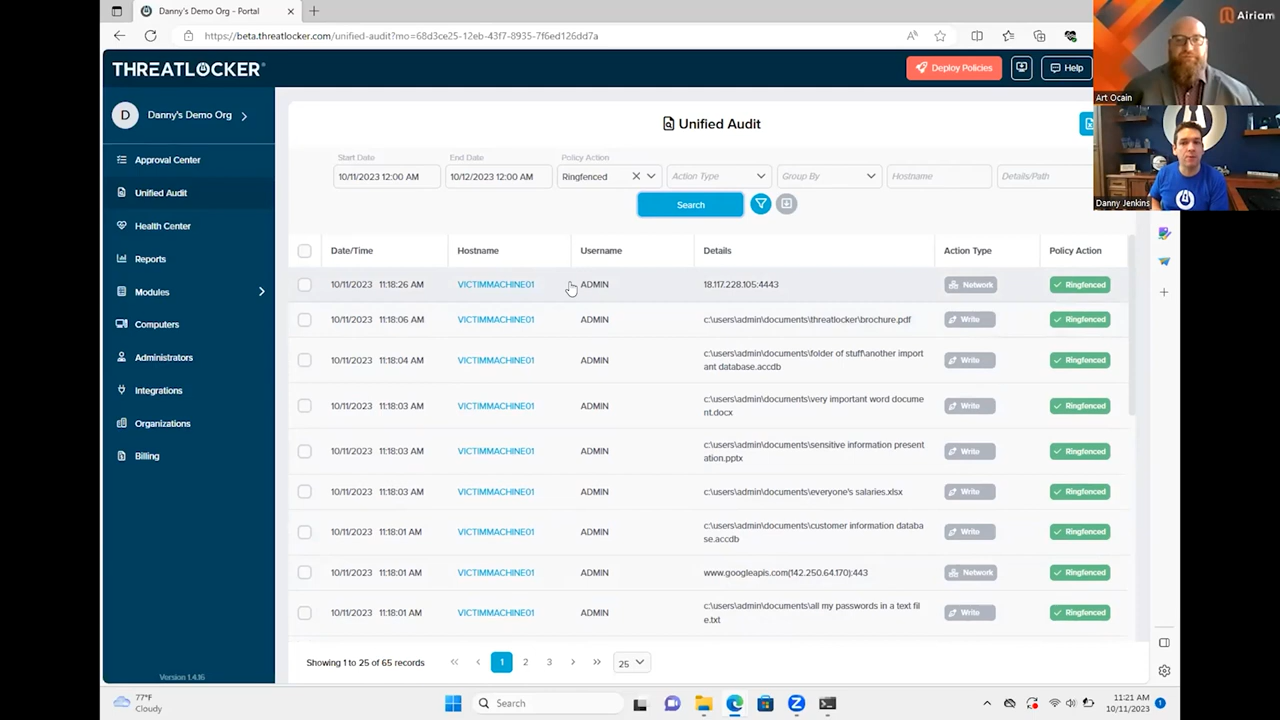 Danny's Demo Org - Portal
https://beta.threatlocker.com/unified-audit?mo=68d3ce25-12eb-43f7-8935-7f6ed126dd7a
Airiam
Art Ocain
Danny Jenkins
THREATLOCKER
Deploy Policies
Help
D
Danny's Demo Org
Approval Center
Unified Audit
Health Center
Reports
Modules
Computers
Administrators
Integrations
Organizations
Billing
Version 1.4.16
Unified Audit
Start Date End Date Policy Action
10/11/2023 12:00 AM 10/12/2023 12:00 AM Ringfenced Action Type Group By Hostname Details/Path
Search
Date/Time Hostname Username Details Action Type Policy Action
10/11/2023 11:18:26 AM VICTIMMACHINE01 ADMIN 18.117.228.105:4443 Network Ringfenced
10/11/2023 11:18:06 AM VICTIMMACHINE01 ADMIN c:\users\admin\documents\threatlocker\brochure.pdf Write Ringfenced
10/11/2023 11:18:04 AM VICTIMMACHINE01 ADMIN c:\users\admin\documents\folder of stuff\another import
ant database.accdb Write Ringfenced
10/11/2023 11:18:03 AM VICTIMMACHINE01 ADMIN c:\users\admin\documents\very important word docume
nt.docx Write Ringfenced
10/11/2023 11:18:03 AM VICTIMMACHINE01 ADMIN c:\users\admin\documents\sensitive information present
ation.pptx Write Ringfenced
10/11/2023 11:18:03 AM VICTIMMACHINE01 ADMIN c:\users\admin\documents\everyone's salaries.xlsx Write Ringfenced
10/11/2023 11:18:01 AM VICTIMMACHINE01 ADMIN c:\users\admin\documents\customer information databa
se.accdb Write Ringfenced
10/11/2023 11:18:01 AM VICTIMMACHINE01 ADMIN www.googleapis.com(142.250.64.170):443 Network Ringfenced
10/11/2023 11:18:01 AM VICTIMMACHINE01 ADMIN c:\users\admin\documents\all my passwords in a text fil
e.txt Write Ringfenced
Showing 1 to 25 of 65 records 1 2 3 25
77°F
Cloudy
Search
11:21 AM
10/11/2023
1